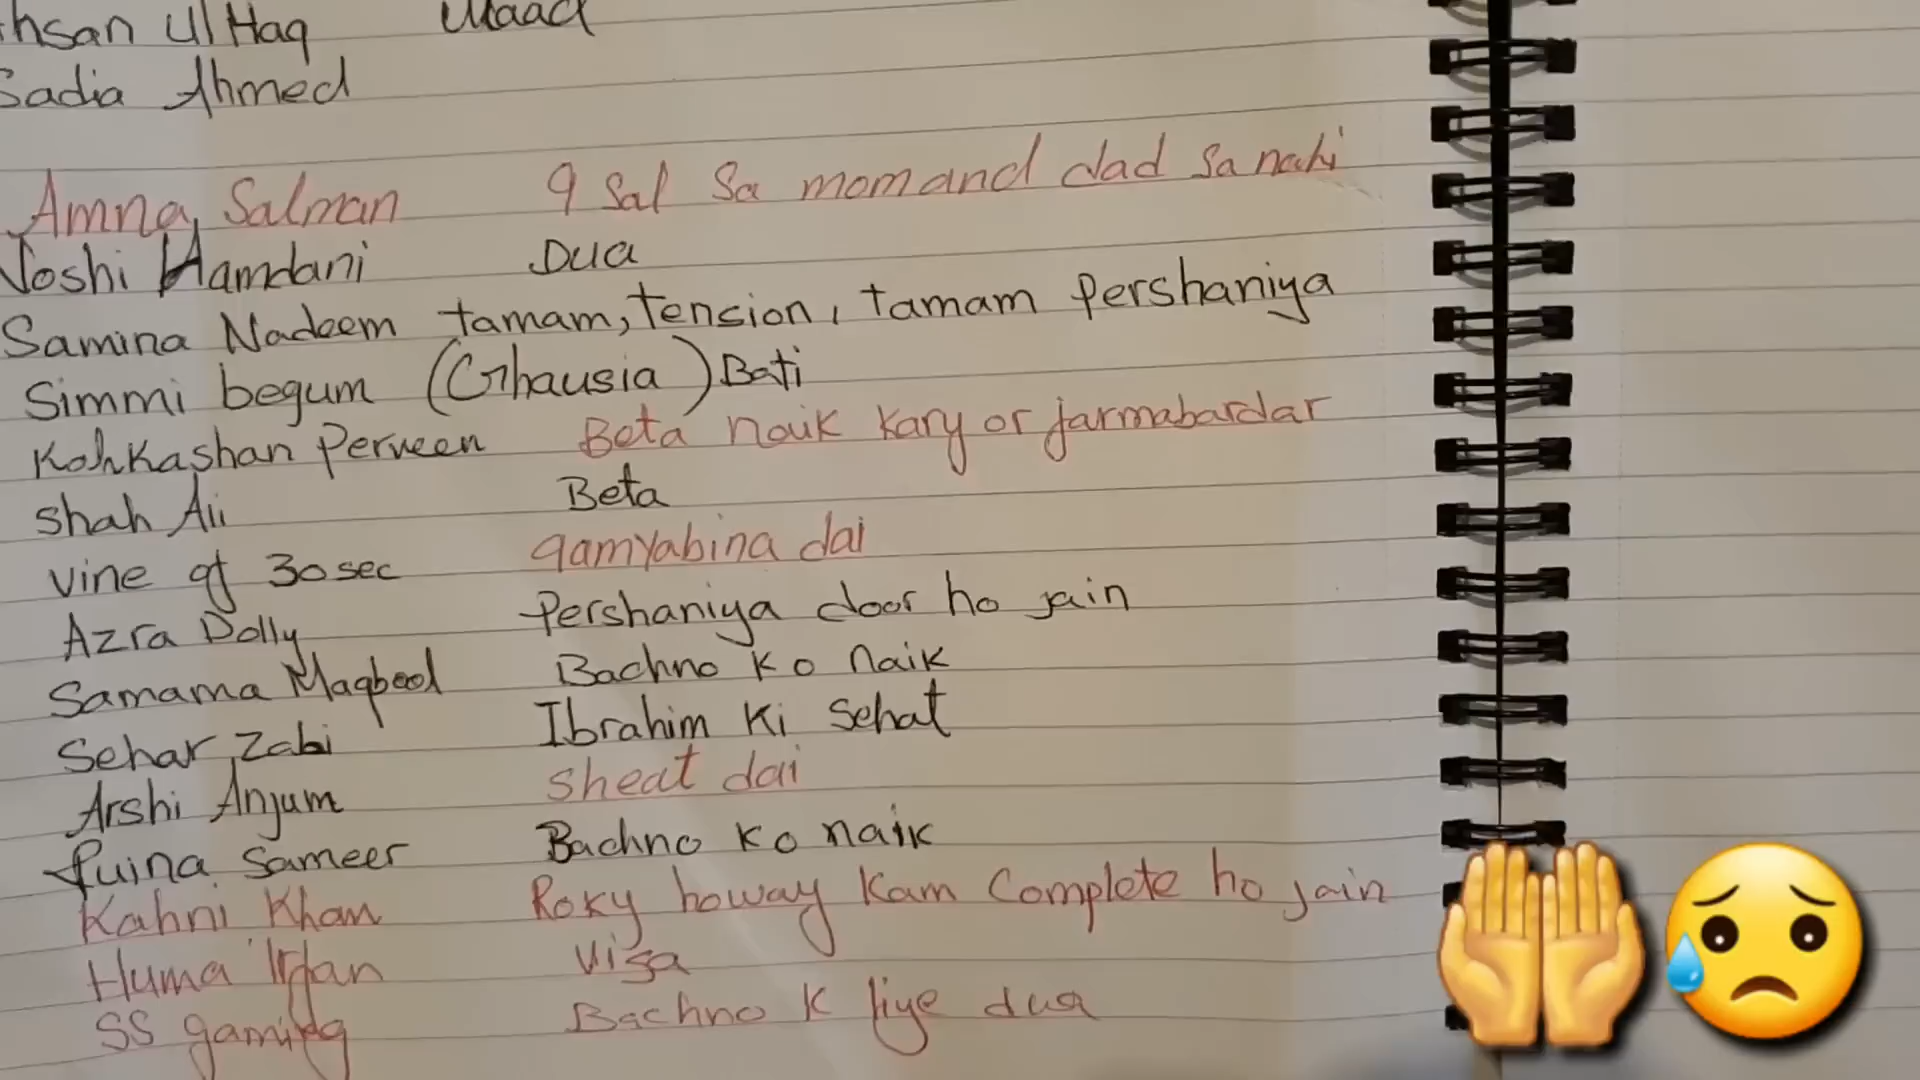 hsan ul Haq Maad
Sadia Ahmed
Amna Salman 9 Sal Sa mom and dad Sa nahi
Joshi Hamdani Dua
Samina Nadeem tamam, tension, tamam pershaniya
Simmi begum (Ghausia) Bati
KohKashan Perveen Beta naik kary or farmabardar
Shah Ali Beta
Vine of 30 sec qamyabina dai
Azra Dolly Pershaniya door ho jain
Samama Maqbool Bachno Ko Naik
Sehar Zabi Ibrahim Ki Sehat
Arshi Anjum Sheat dai
Sameer Bachno Ko naik
Kahni Khan Roky howay Kam Complete ho jain
Huma Irfan Visa
SS gaming Bachno K liye dua